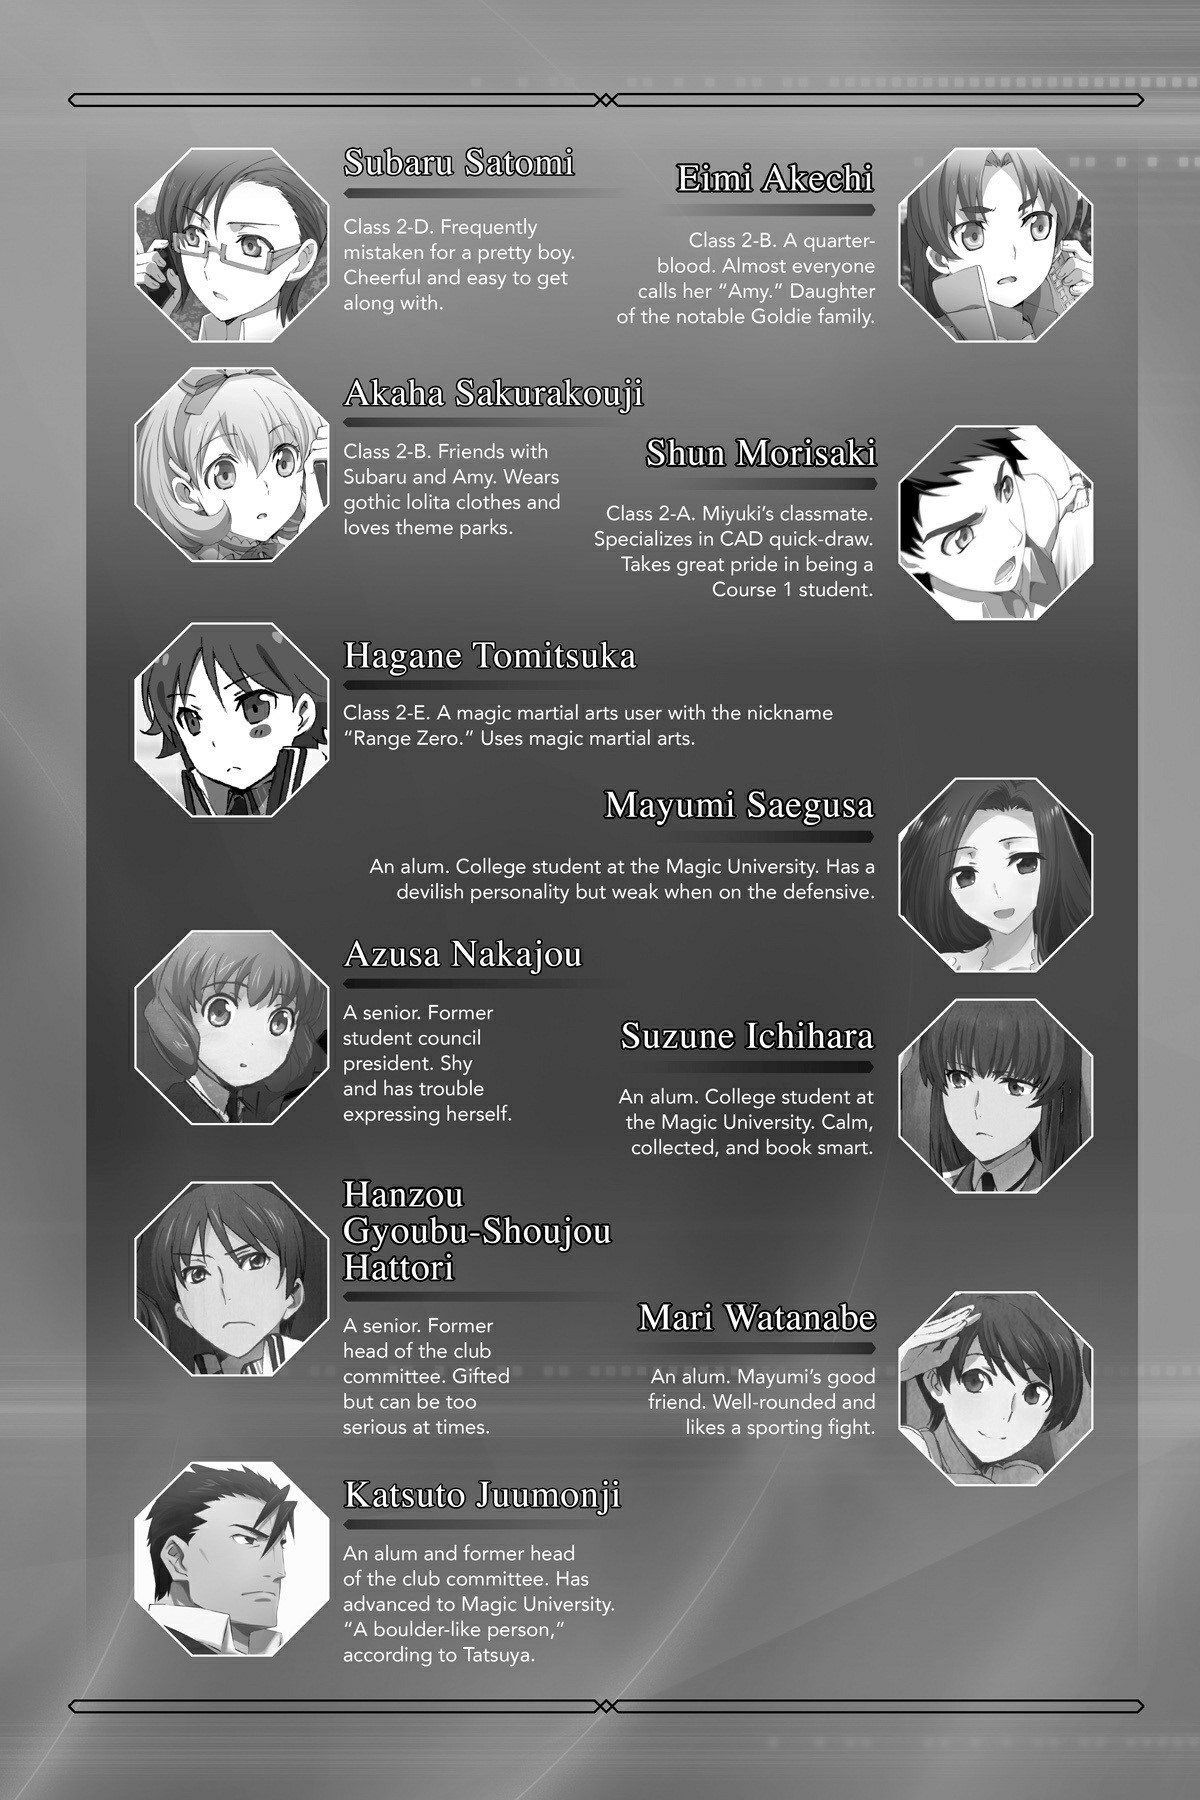 Subaru Satomi
Class 2-D. Frequently
mistaken for a pretty boy.
Cheerful and easy to get
along with.
Eimi Akechi
Class 2-B. A quarter-
blood. Almost everyone
calls her “Amy.” Daughter
of the notable Goldie family.
Akaha Sakurakouji
Class 2-B. Friends with
Subaru and Amy. Wears
gothic lolita clothes and
loves theme parks.
Shun Morisaki
Class 2-A. Miyuki’s classmate.
Specializes in CAD quick-draw.
Takes great pride in being a
Course 1 student.
Hagane Tomitsuka
Class 2-E. A magic martial arts user with the nickname
“Range Zero.” Uses magic martial arts.
Mayumi Saegusa
An alum. College student at the Magic University. Has a
devilish personality but weak when on the defensive.
Azusa Nakajou
A senior. Former
student council
president. Shy
and has trouble
expressing herself.
Suzune Ichihara
An alum. College student at
the Magic University. Calm,
collected, and book smart.
Hanzou
Gyoubu-Shoujou
Hattori
A senior. Former
head of the club
committee. Gifted
but can be too
serious at times.
Mari Watanabe
An alum. Mayumi’s good
friend. Well-rounded and
likes a sporting fight.
Katsuto Juumonji
An alum and former head
of the club committee. Has
advanced to Magic University.
“A boulder-like person,”
according to Tatsuya.